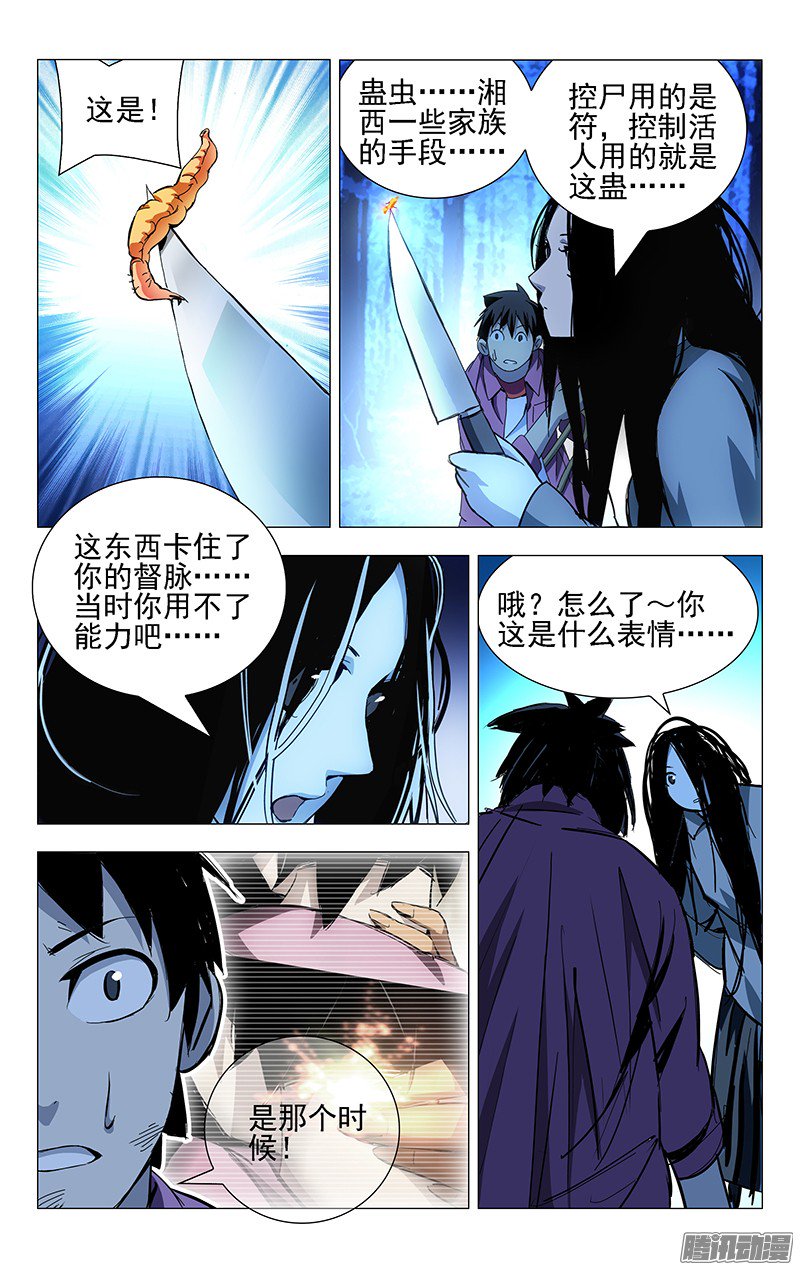 这是！
蛊虫……湘
西一些家族
的手段……
控尸用的是
符，控制活
人用的就是
这蛊……
这东西卡住了
你的督脉……
当时你用不了
能力吧……
哦？怎么了～你
这是什么表情……
是那个时
候！
腾讯动漫